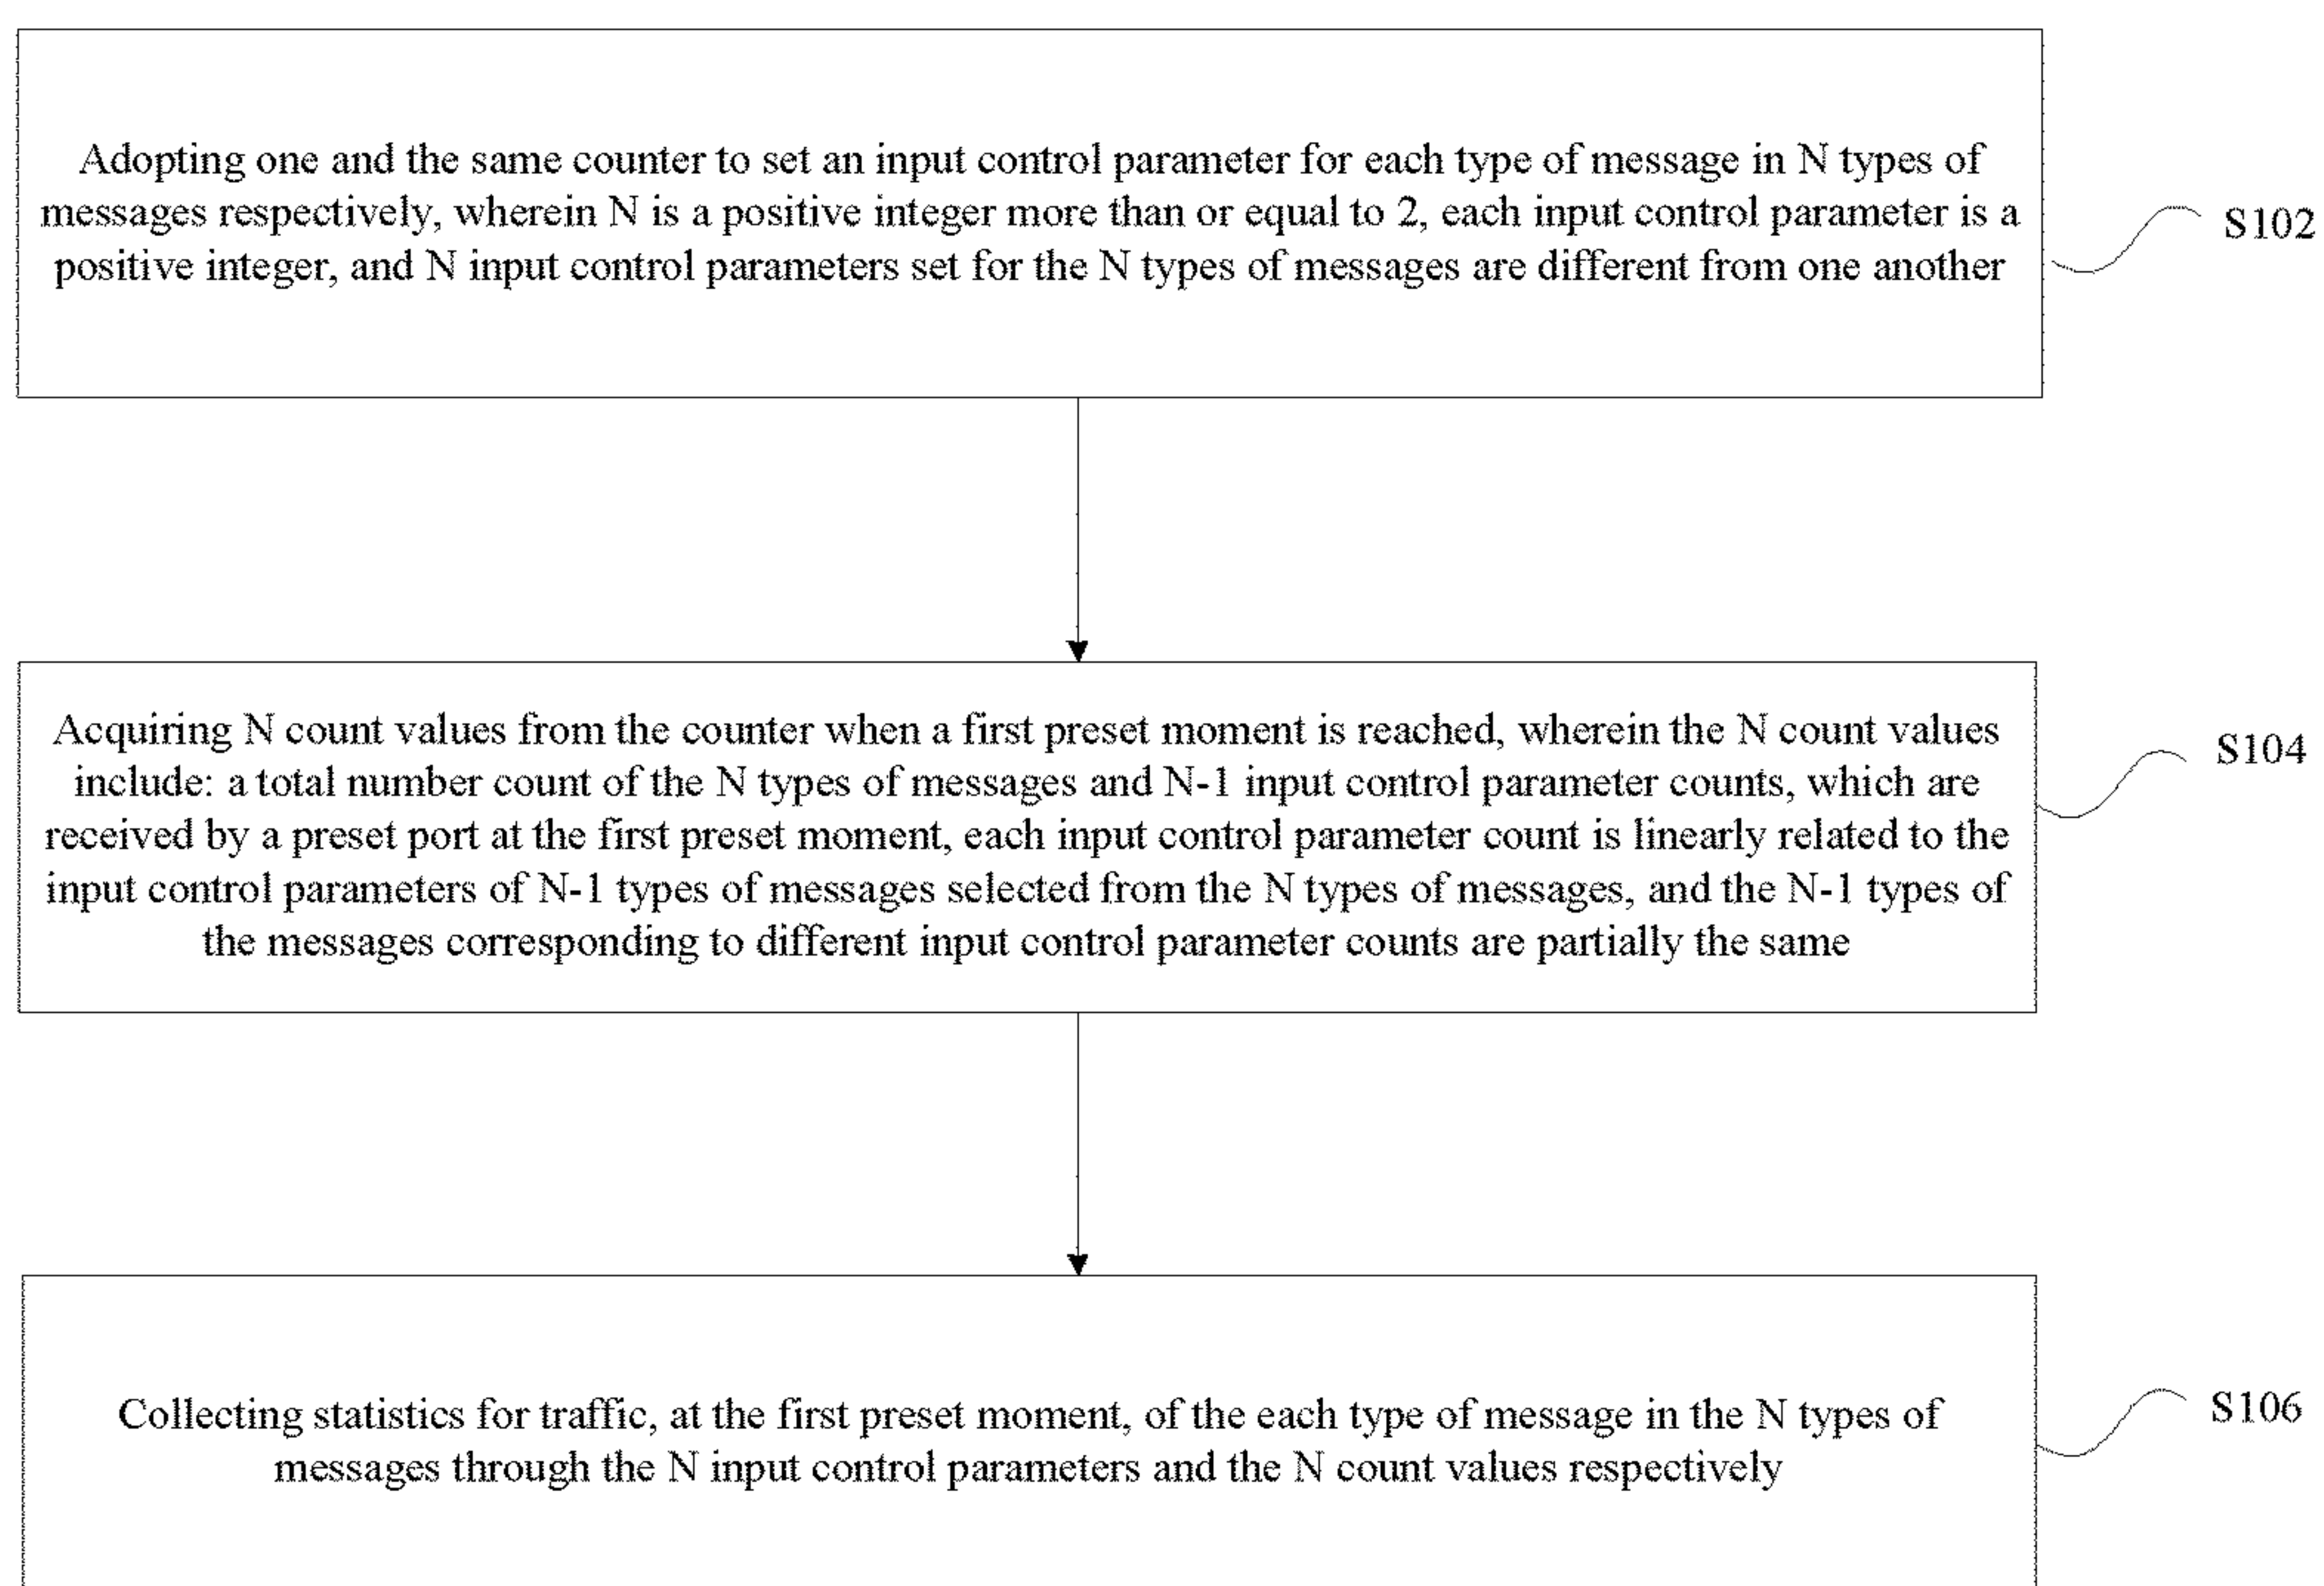 Adopting one and the same counter to set an input control parameter for each type of message in N types of
messages respectively, wherein N is a positive integer more than or equal to 2, each input control parameter is a
positive integer, and N input control parameters set for the N types of messages are different from one another
S102
Acquiring N count values from the counter when a first preset moment is reached, wherein the N count values
include: a total number count of the N types of messages and N-1 input control parameter counts, which are
received by a preset port at the first preset moment, each input control parameter count is linearly related to the
input control parameters of N-1 types of messages selected from the N types of messages, and the N-1 types of
the messages corresponding to different input control parameter counts are partially the same
S104
Collecting statistics for traffic, at the first preset moment, of the each type of message in the N types of
messages through the N input control parameters and the N count values respectively
S106